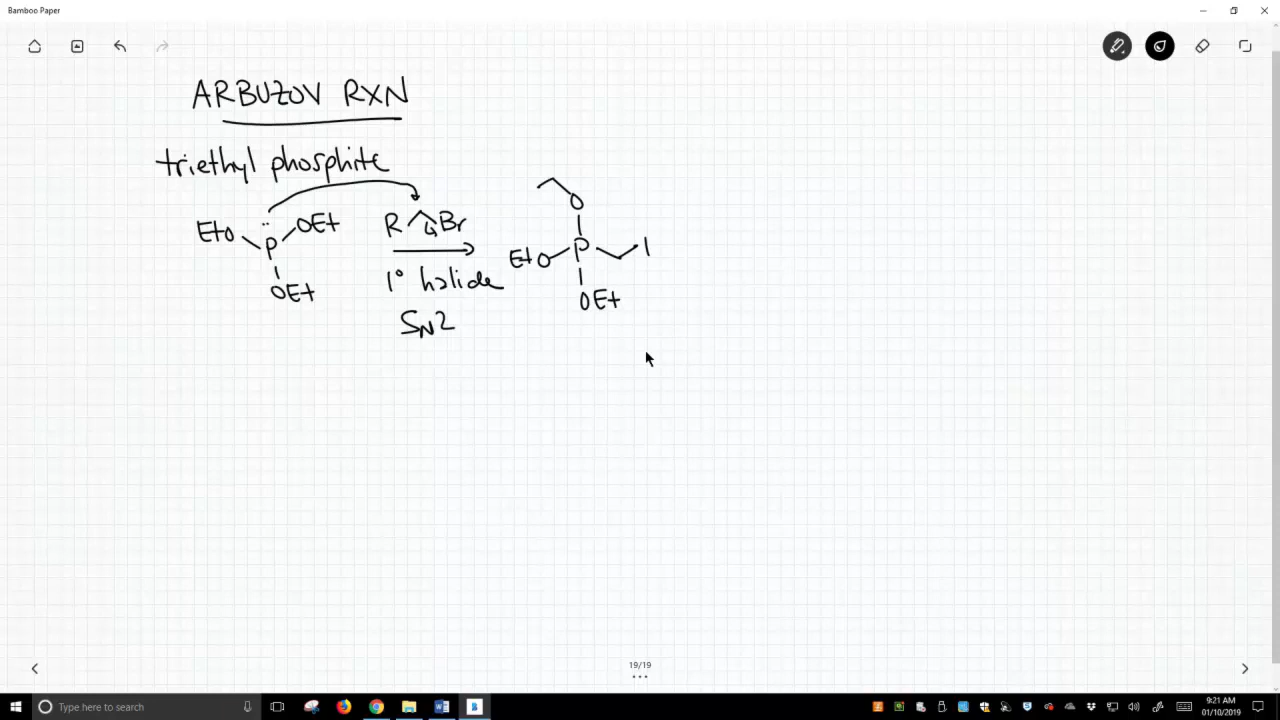 Bamboo Paper
ARBUZOV RXN
triethyl phosphite
EtO P OEt
OEt
R Br
1° halide
SN2
O
EtO P
OEt
19/19
Type here to search
9:21 AM
01/10/2019